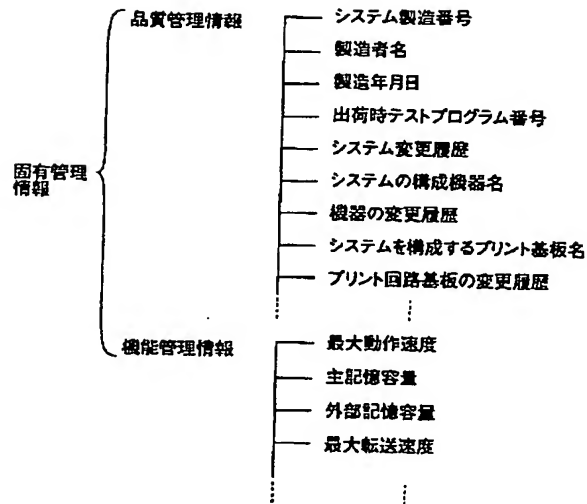 品質管理情報
システム製造番号
製造者名
製造年月日
出荷時テストプログラム番号
システム変更履歴
固有管理
情報
システムの構成機器名
機器の変更履歴
システムを構成するプリント基板名
プリント回路基板の変更履歴
機能管理情報
最大動作速度
主記憶容量
外部記憶容量
最大転送速度